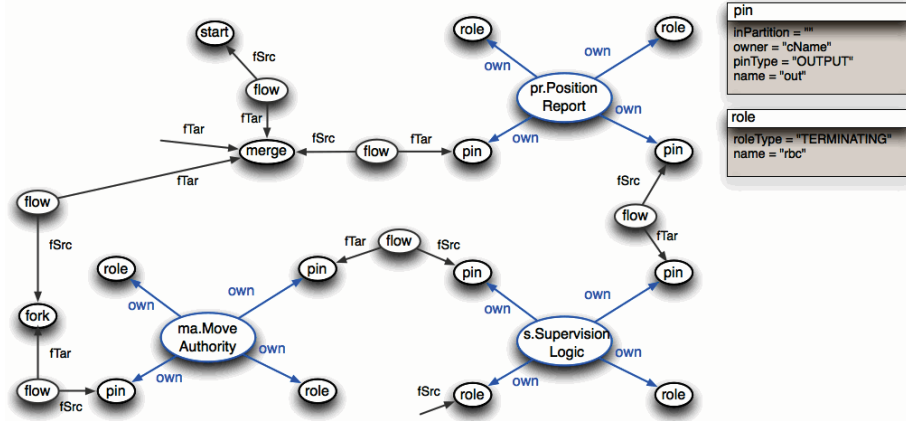 start
role
role
pin
fSrc
own
own
inPartition = ""
owner = "cName"
pinType = "OUTPUT"
name = "out"
flow
pr.Position
Report
fTar
own
own
role
fTar
fSrc
fTar
roleType = "TERMINATING"
name = "rbc"
merge
flow
pin
pin
fTar
fSrc
flow
flow
fSrc
flow
fTar
fSrc
fTar
role
pin
pin
pin
own
own
own
own
fork
ma.Move
Authority
s.Supervision
Logic
fTar
own
own
own
own
flow
pin
role
fSrc
role
role
fSrc